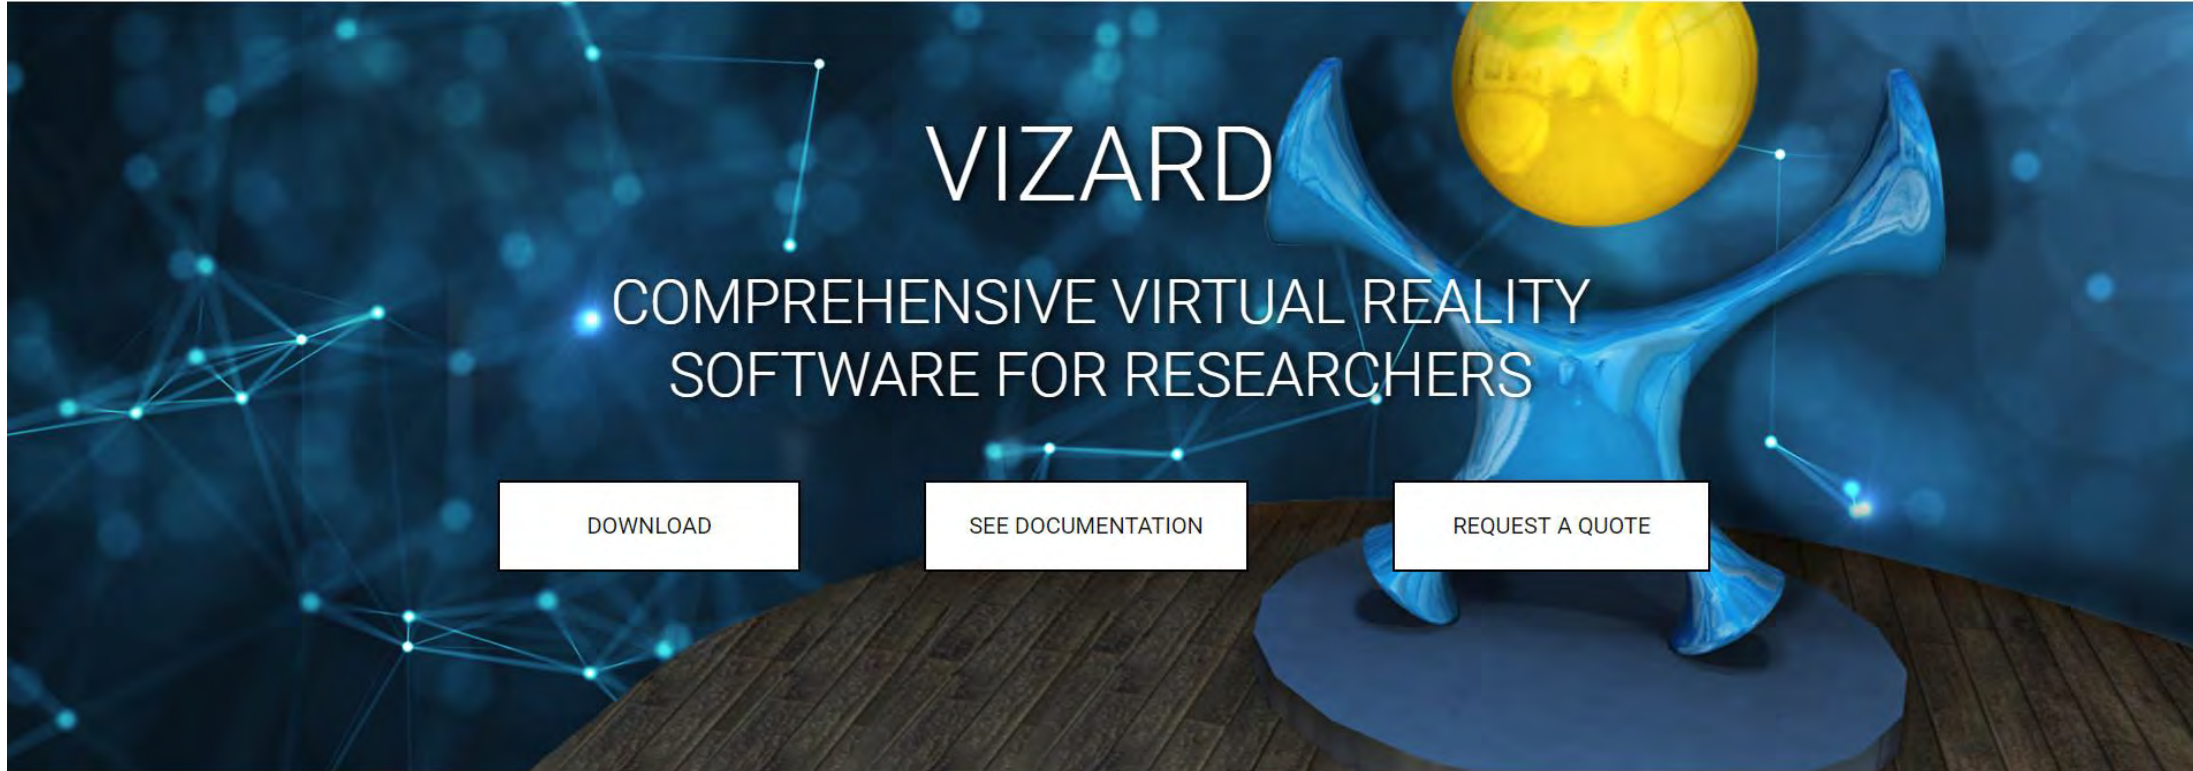 VIZARD
COMPREHENSIVE VIRTUAL REALITY
SOFTWARE FOR RESEARCHERS
DOWNLOAD
SEE DOCUMENTATION
REQUEST A QUOTE